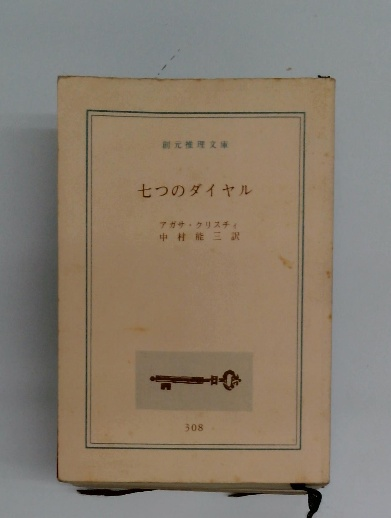 創元推理文庫
七つのダイヤル
アガサ・クリスティ
中村能三訳
308